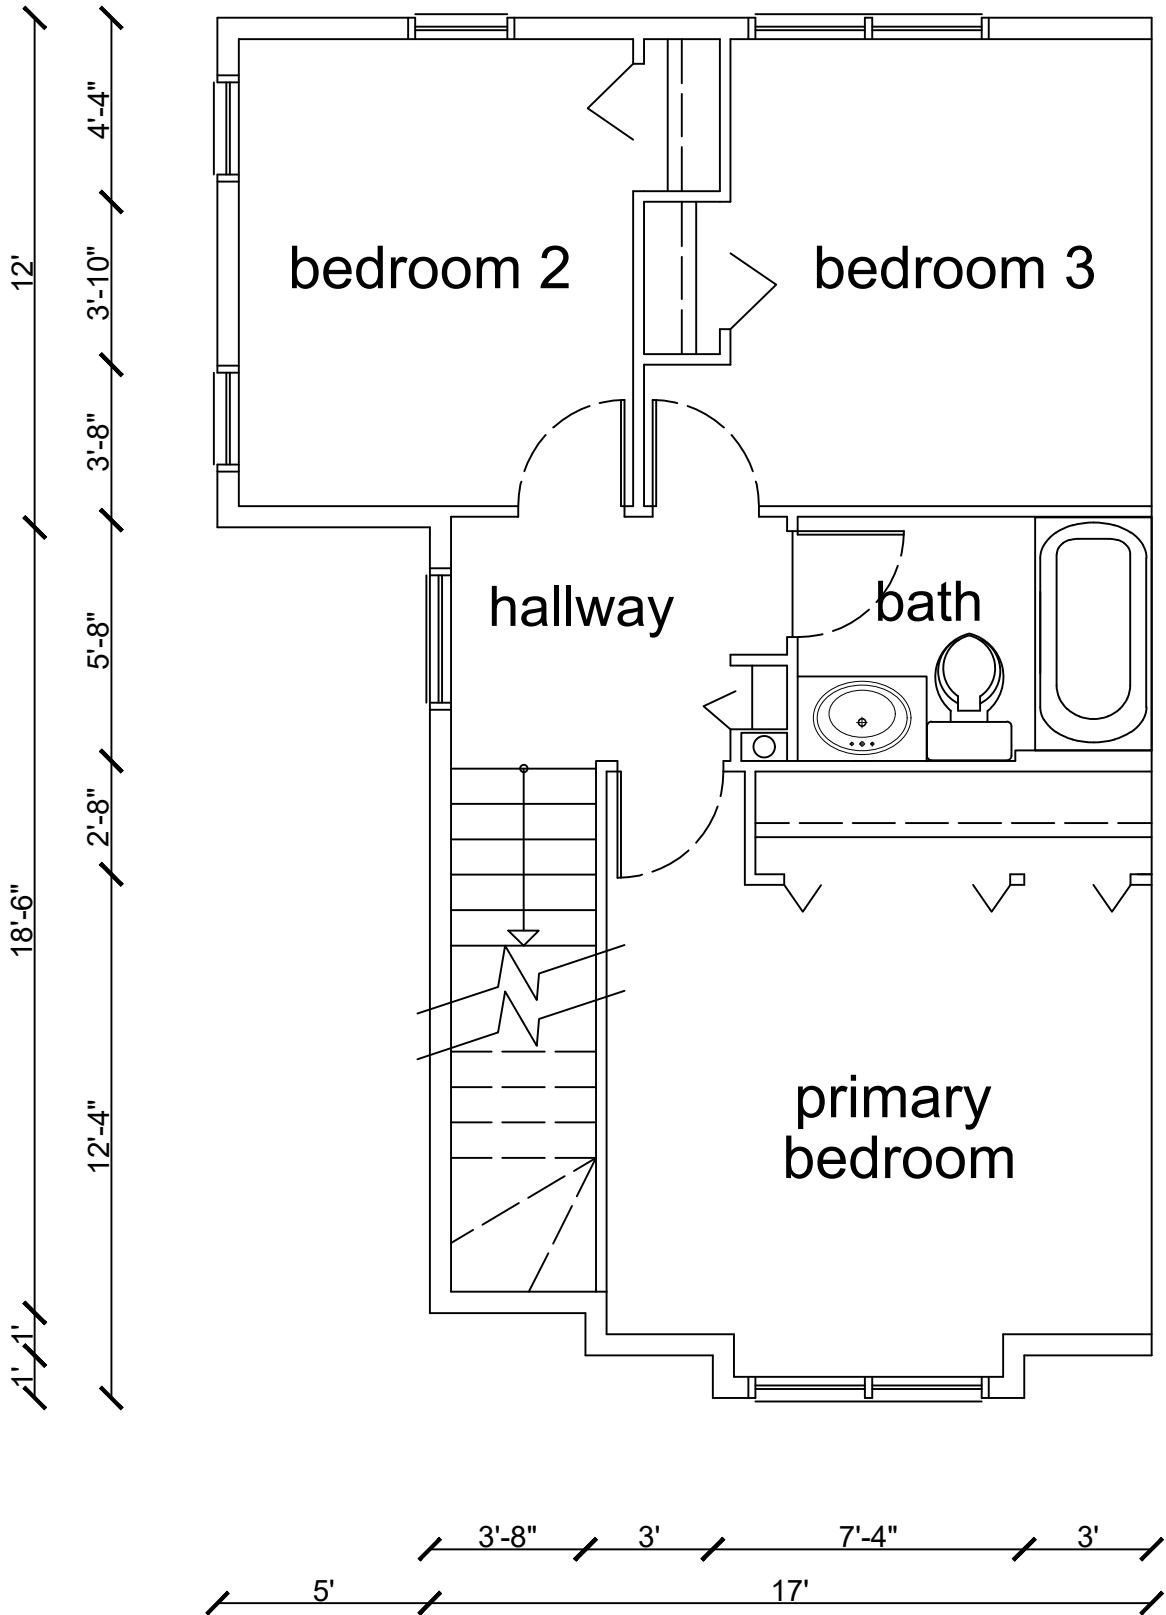 4'-4"
12'
3'-10"
bedroom 2
bedroom 3
3'-8"
hallway
bath
5'-8"
2'-8"
18'-6"
primary
bedroom
12'-4"
1'
1'
3'-8"
3'
7'-4"
3'
5'
17'